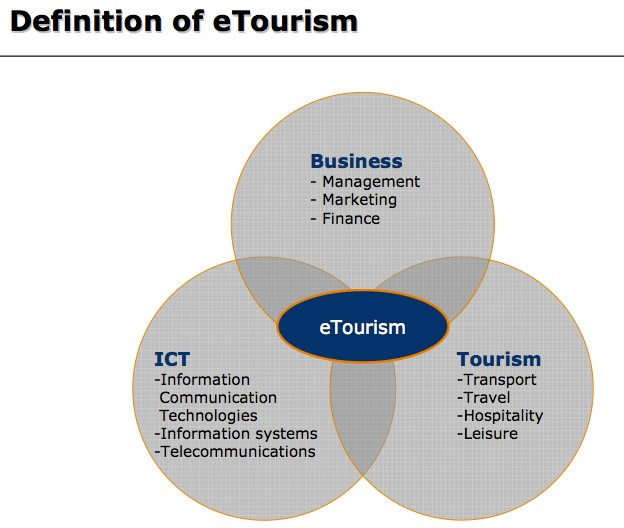 Definition of eTourism
Business
- Management
- Marketing
- Finance
eTourism
ICT
-Information
Communication
Technologies
-Information systems
-Telecommunications
Tourism
-Transport
-Travel
-Hospitality
-Leisure